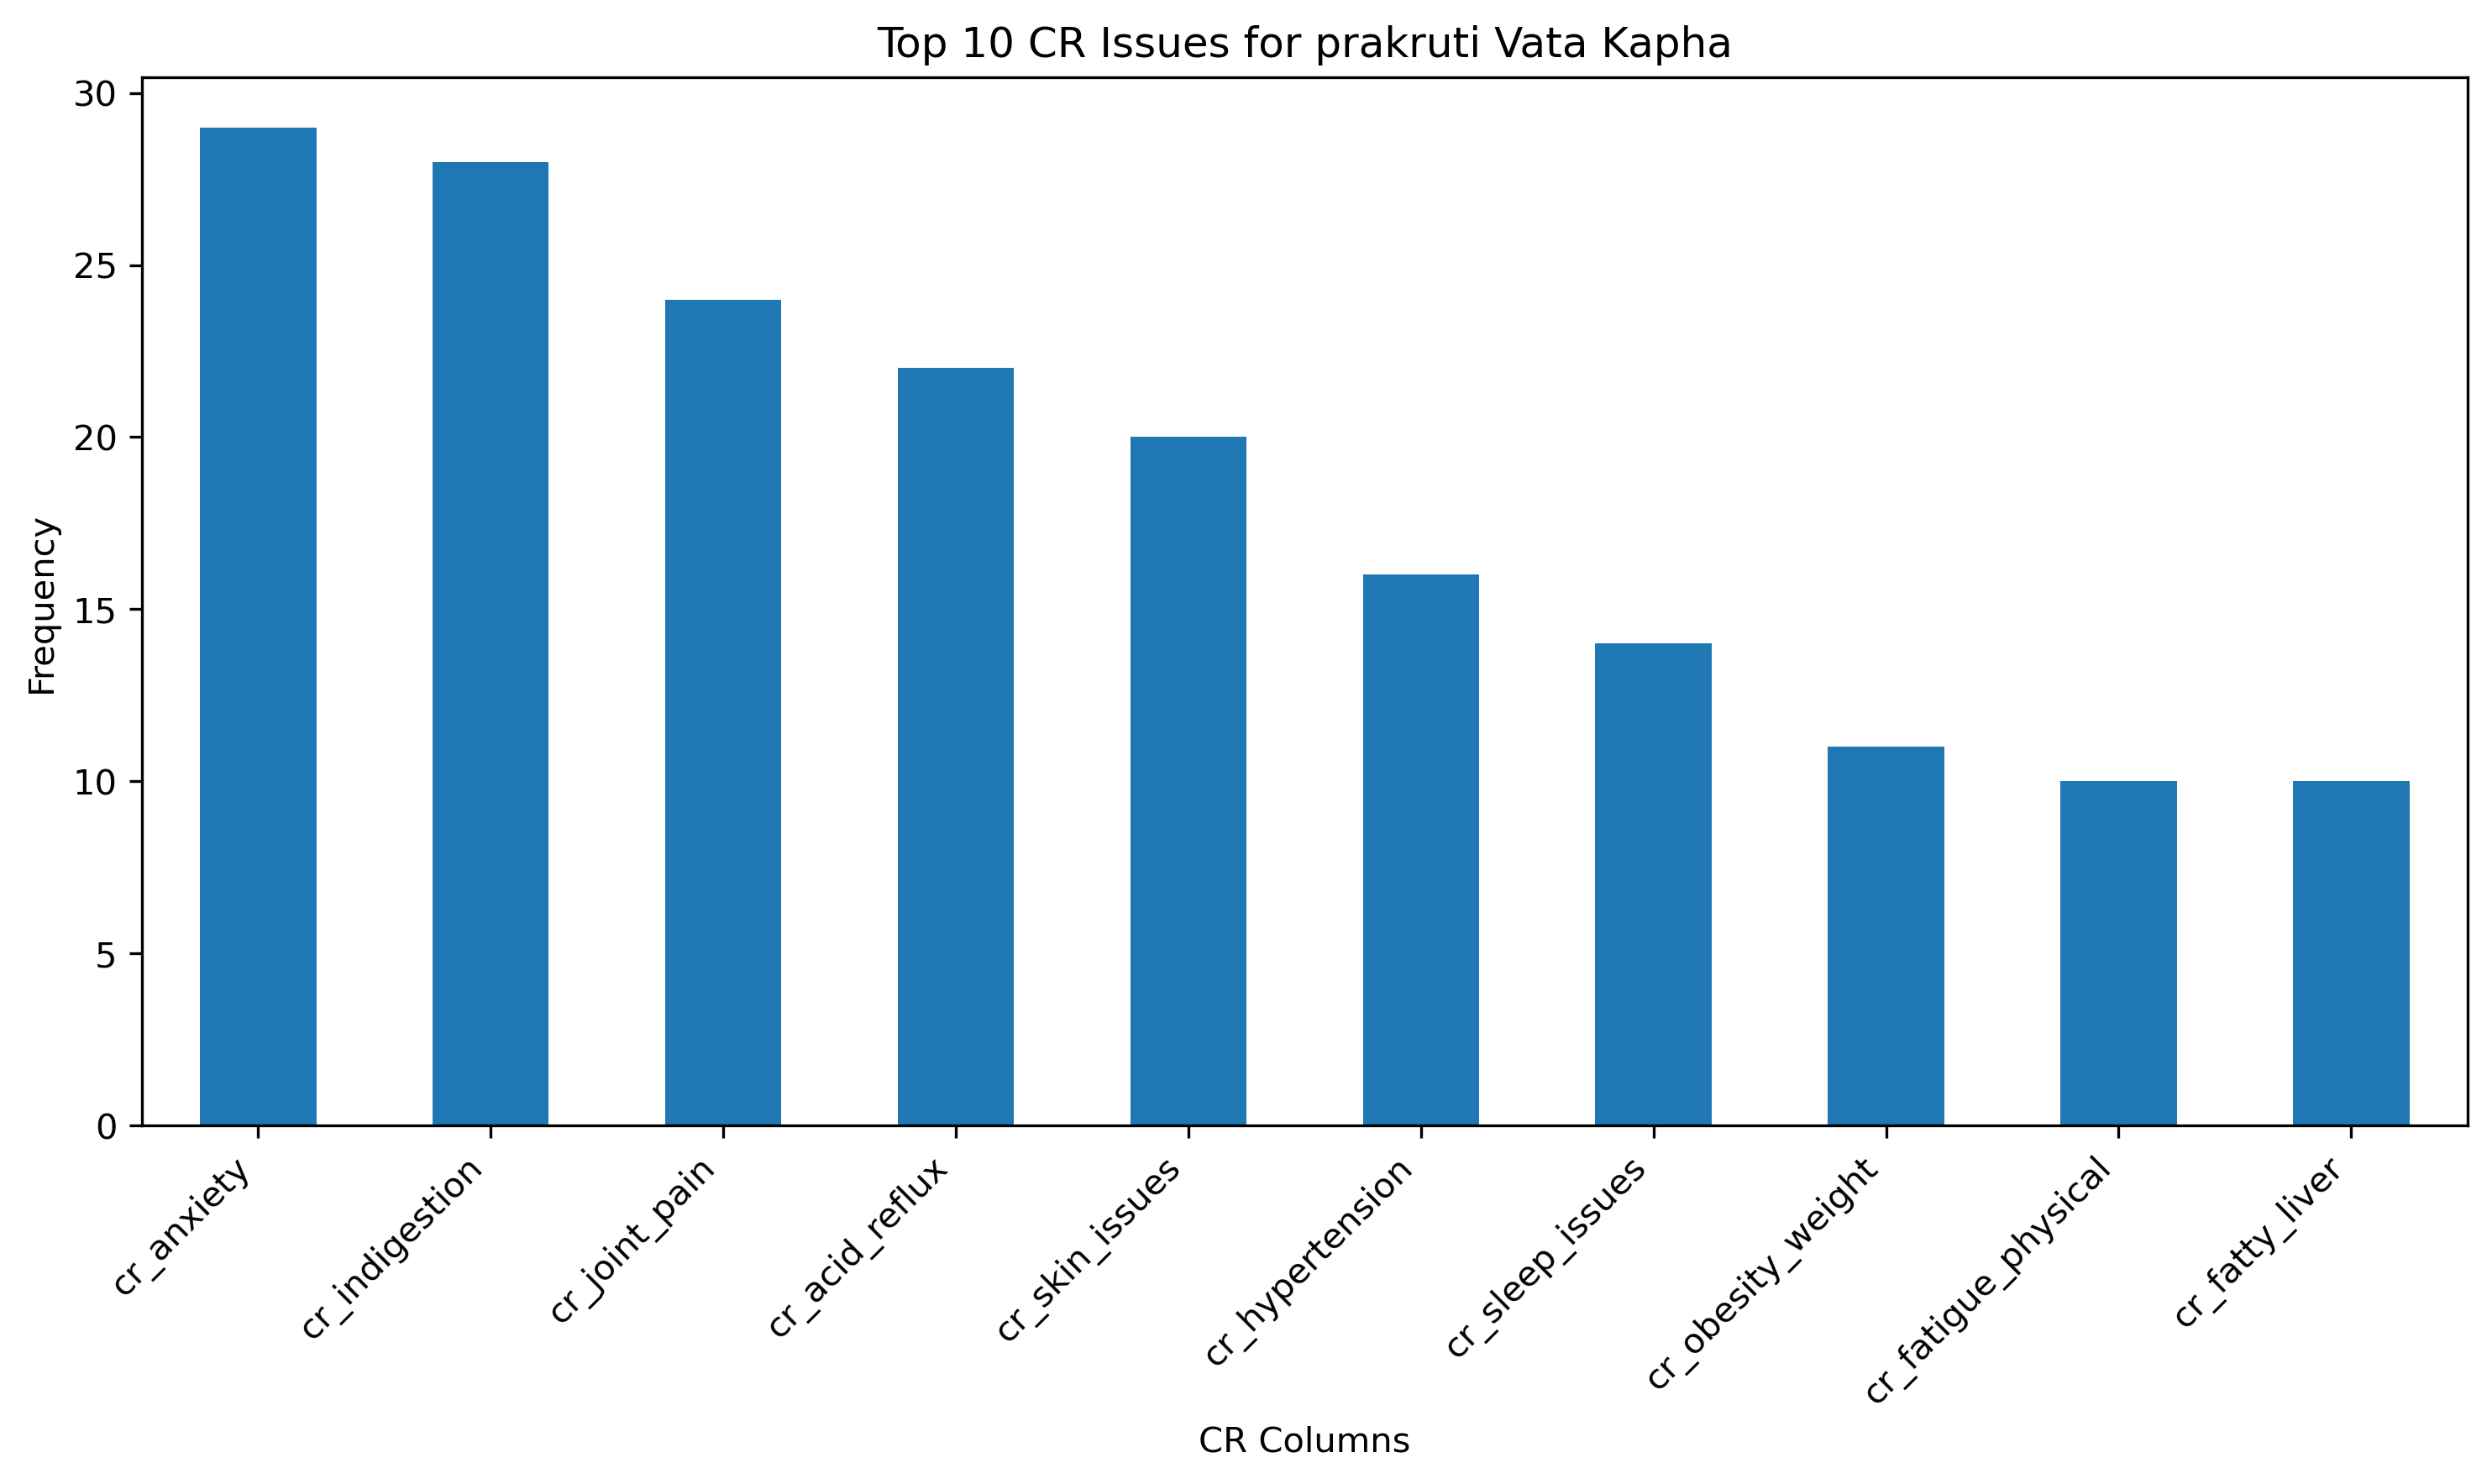 Top 10 CR Issues for prakruti Vata Kapha
Frequency
30
25
20
15
10
5
0
cr_anxiety
cr_indigestion
cr_joint_pain
cr_acid_reflux
cr_skin_issues
cr_hypertension
cr_sleep_issues
cr_obesity_weight
cr_fatigue_physical
cr_fatty_liver
CR Columns